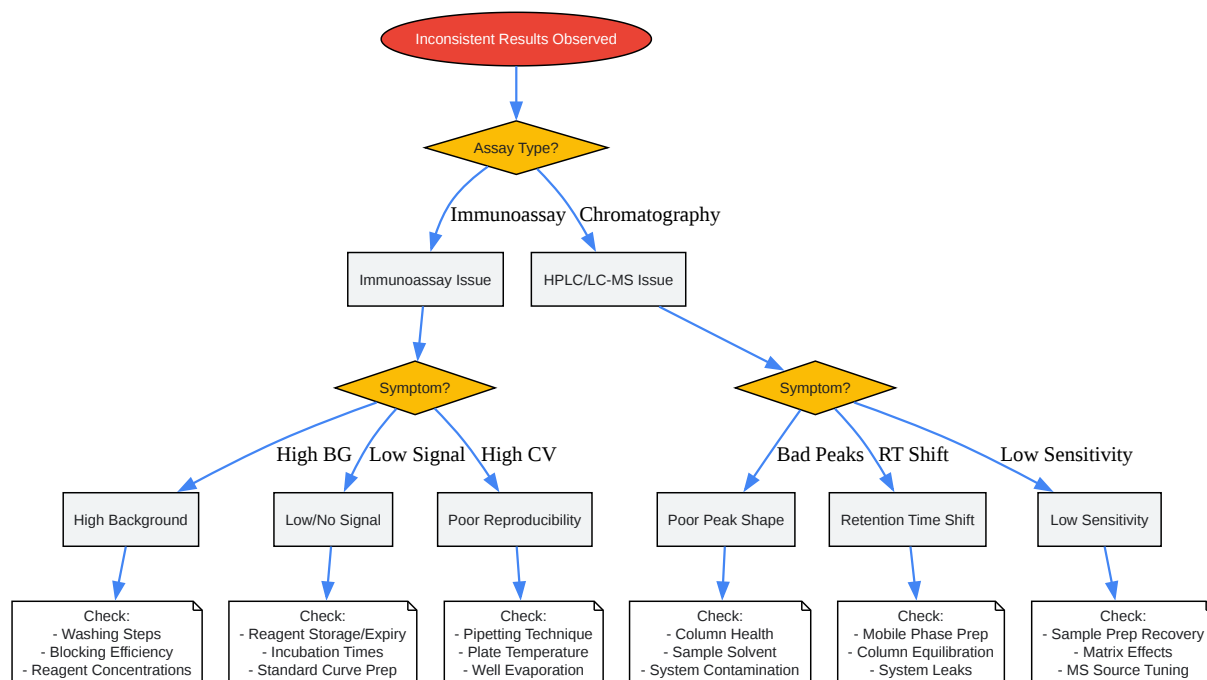 Inconsistent Results Observed
Assay Type?
Immunoassay
Chromatography
Immunoassay Issue
HPLC/LC-MS Issue
Symptom?
Symptom?
High BG
Low Signal
High CV
Bad Peaks
RT Shift
Low Sensitivity
High Background
Low/No Signal
Poor Reproducibility
Poor Peak Shape
Retention Time Shift
Low Sensitivity
Check:
- Washing Steps
- Blocking Efficiency
- Reagent Concentrations
Check:
- Reagent Storage/Expiry
- Incubation Times
- Standard Curve Prep
Check:
- Pipetting Technique
- Plate Temperature
- Well Evaporation
Check:
- Column Health
- Sample Solvent
- System Contamination
Check:
- Mobile Phase Prep
- Column Equilibration
- System Leaks
Check:
- Sample Prep Recovery
- Matrix Effects
- MS Source Tuning